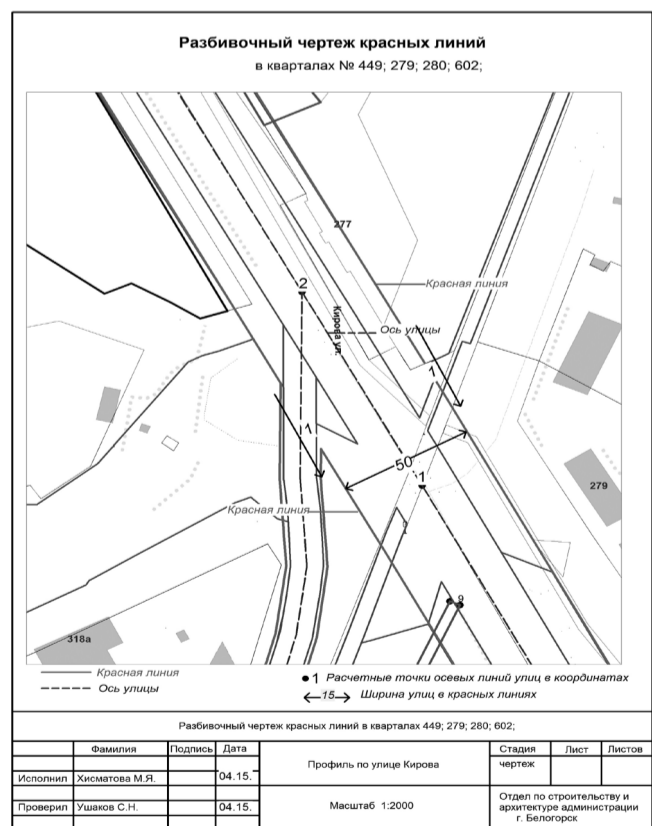 Разбивочный чертеж красных линий
в кварталах № 449; 279; 280; 602;
277
Красная линия
2
Кирова ул.
Ось улицы
1
1
50
1
279
Красная линия
9
318а
Красная линия
Ось улицы
1 Расчетные точки осевых линий улиц в координатах
15 Ширина улиц в красных линиях
Разбивочный чертеж красных линий в кварталах 449; 279; 280; 602;
Фамилия Подпись Дата
Профиль по улице Кирова
Стадия Лист Листов
чертеж
Исполнил Хисматова М.Я. 04.15.
Проверил Ушаков С.Н. 04.15.
Масштаб 1:2000
Отдел по строительству и
архитектуре администрации
г. Белогорск